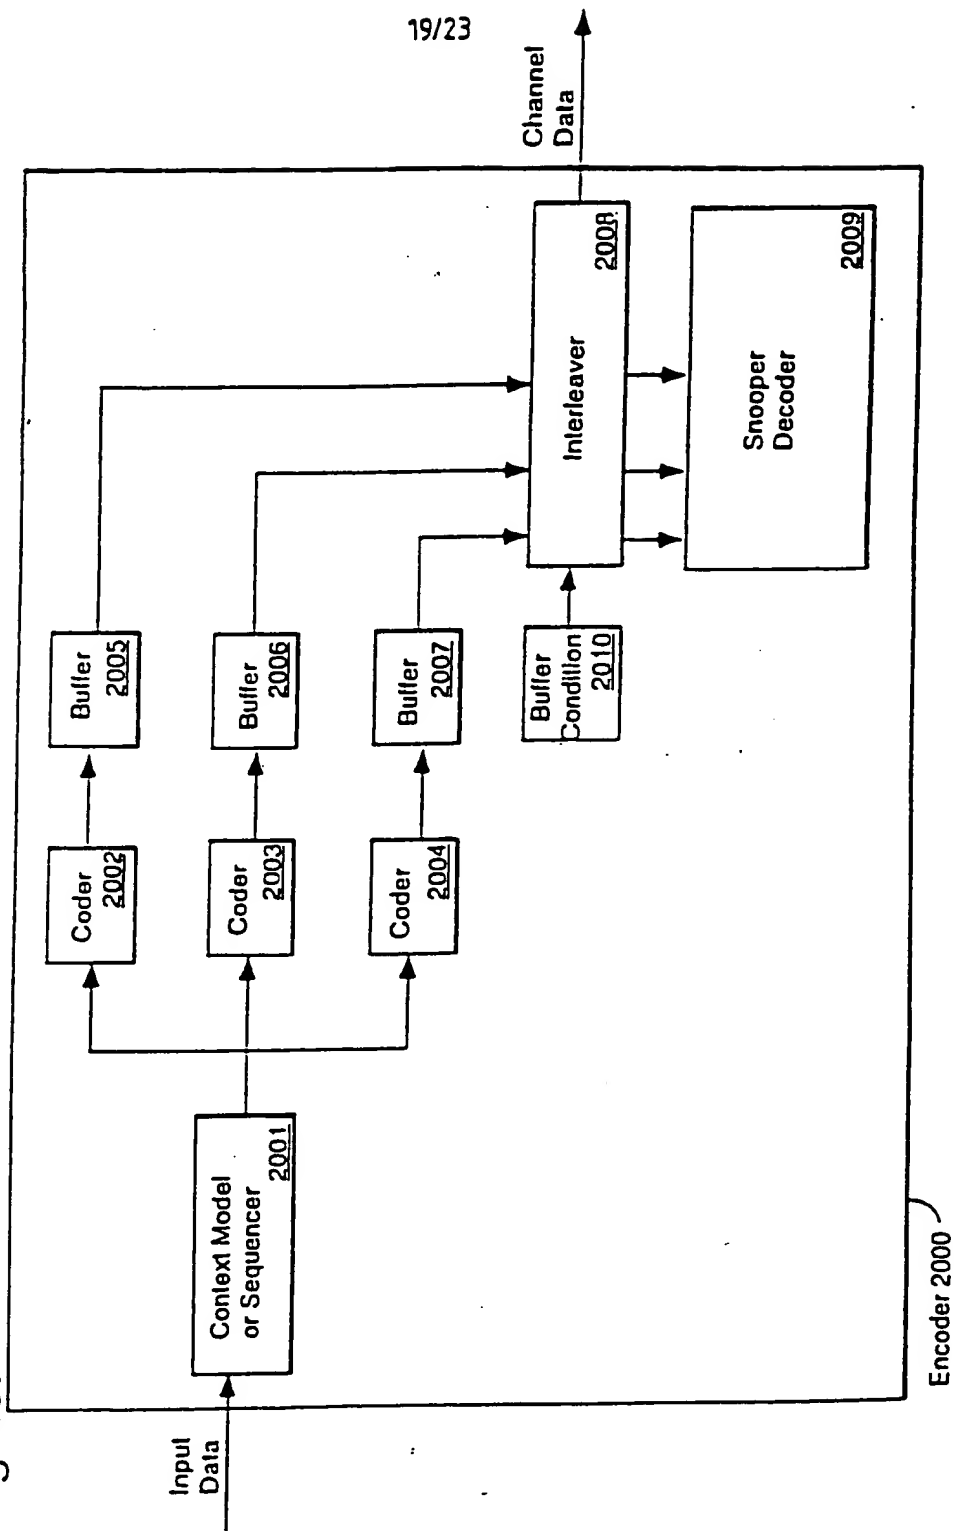 19/23
Input
Data
Context Model
or Sequencer
2001
Coder
2002
Coder
2003
Coder
2004
Buffer
2005
Buffer
2006
Buffer
2007
Buffer
Condition
2010
Interleaver
2008
Snooper
Decoder
2009
Channel
Data
Encoder 2000